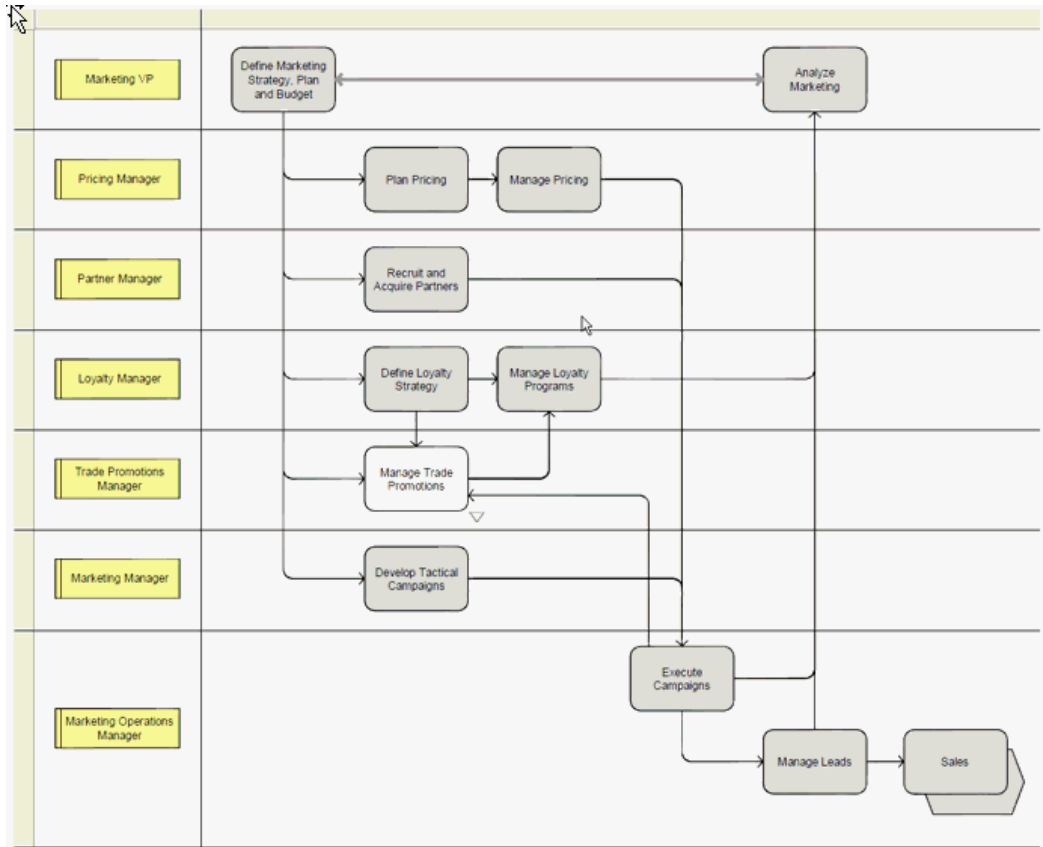 Marketing VP
Define Marketing
Strategy, Plan
and Budget
Analyze
Marketing
Pricing Manager
Plan Pricing
Manage Pricing
Partner Manager
Recruit and
Acquire Partners
Loyalty Manager
Define Loyalty
Strategy
Manage Loyalty
Programs
Trade Promotions
Manager
Manage Trade
Promotions
Marketing Manager
Develop Tactical
Campaigns
Execute
Campaigns
Marketing Operations
Manager
Manage Leads
Sales